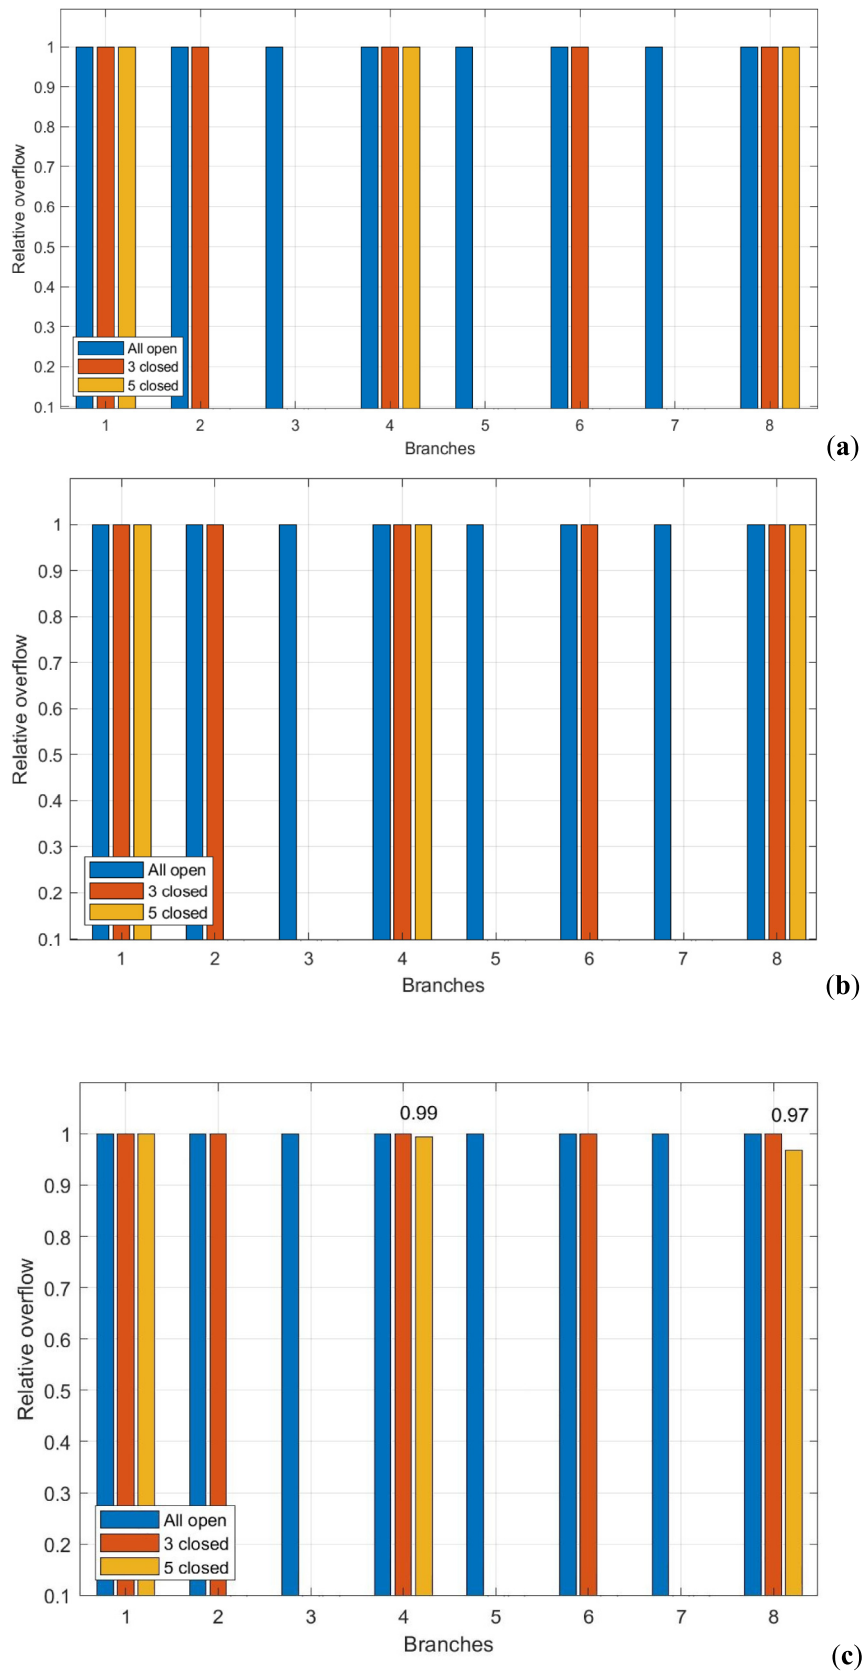 1
0.9
0.8
0.7
0.6
0.5
0.4
0.3
0.2
0.1
Relative overflow
All open
3 closed
5 closed
1 2 3 4 5 6 7 8
Branches
(a)
1
0.9
0.8
0.7
0.6
0.5
0.4
0.3
0.2
0.1
Relative overflow
All open
3 closed
5 closed
1 2 3 4 5 6 7 8
Branches
(b)
0.99 0.97
1
0.9
0.8
0.7
0.6
0.5
0.4
0.3
0.2
0.1
Relative overflow
All open
3 closed
5 closed
1 2 3 4 5 6 7 8
Branches
(c)